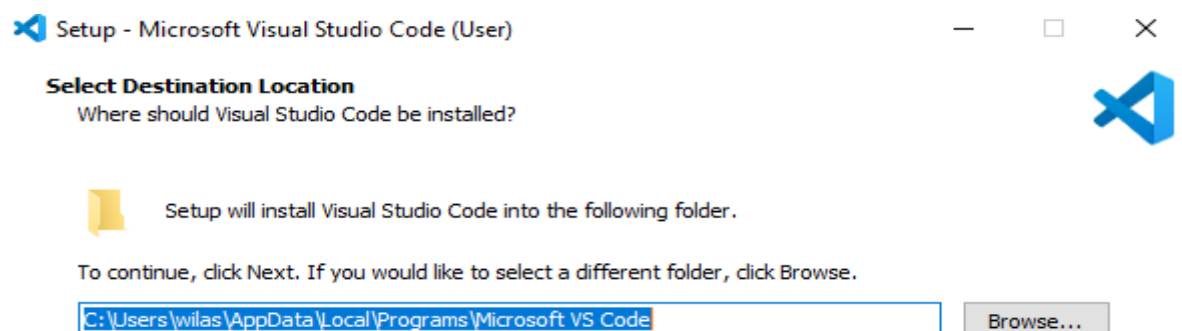 Setup - Microsoft Visual Studio Code (User)
Select Destination Location
Where should Visual Studio Code be installed?
Setup will install Visual Studio Code into the following folder.
To continue, click Next. If you would like to select a different folder, click Browse.
C:\Users\wilas\AppData\Local\Programs\Microsoft VS Code
Browse...